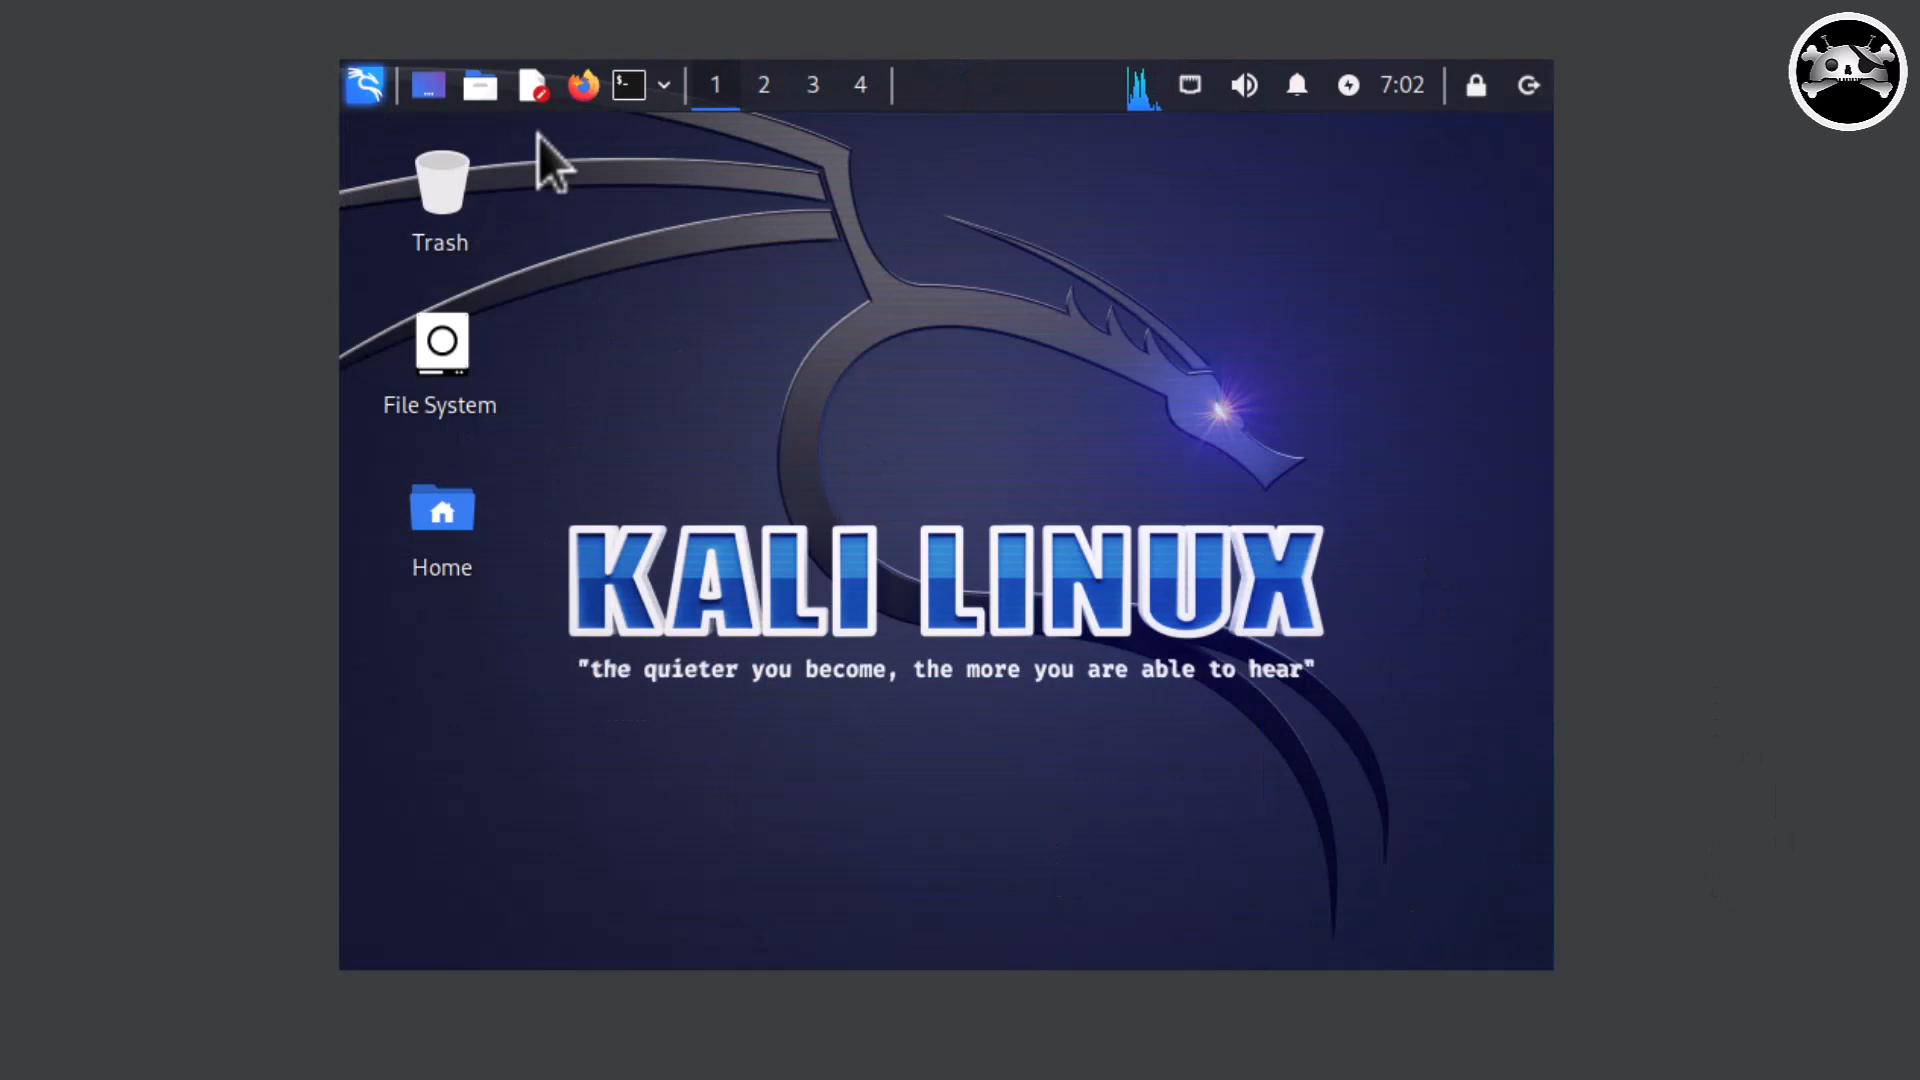 $-
1 2 3 4
7:02
Trash
File System
Home
KALI LINUX
"the quieter you become, the more you are able to hear"